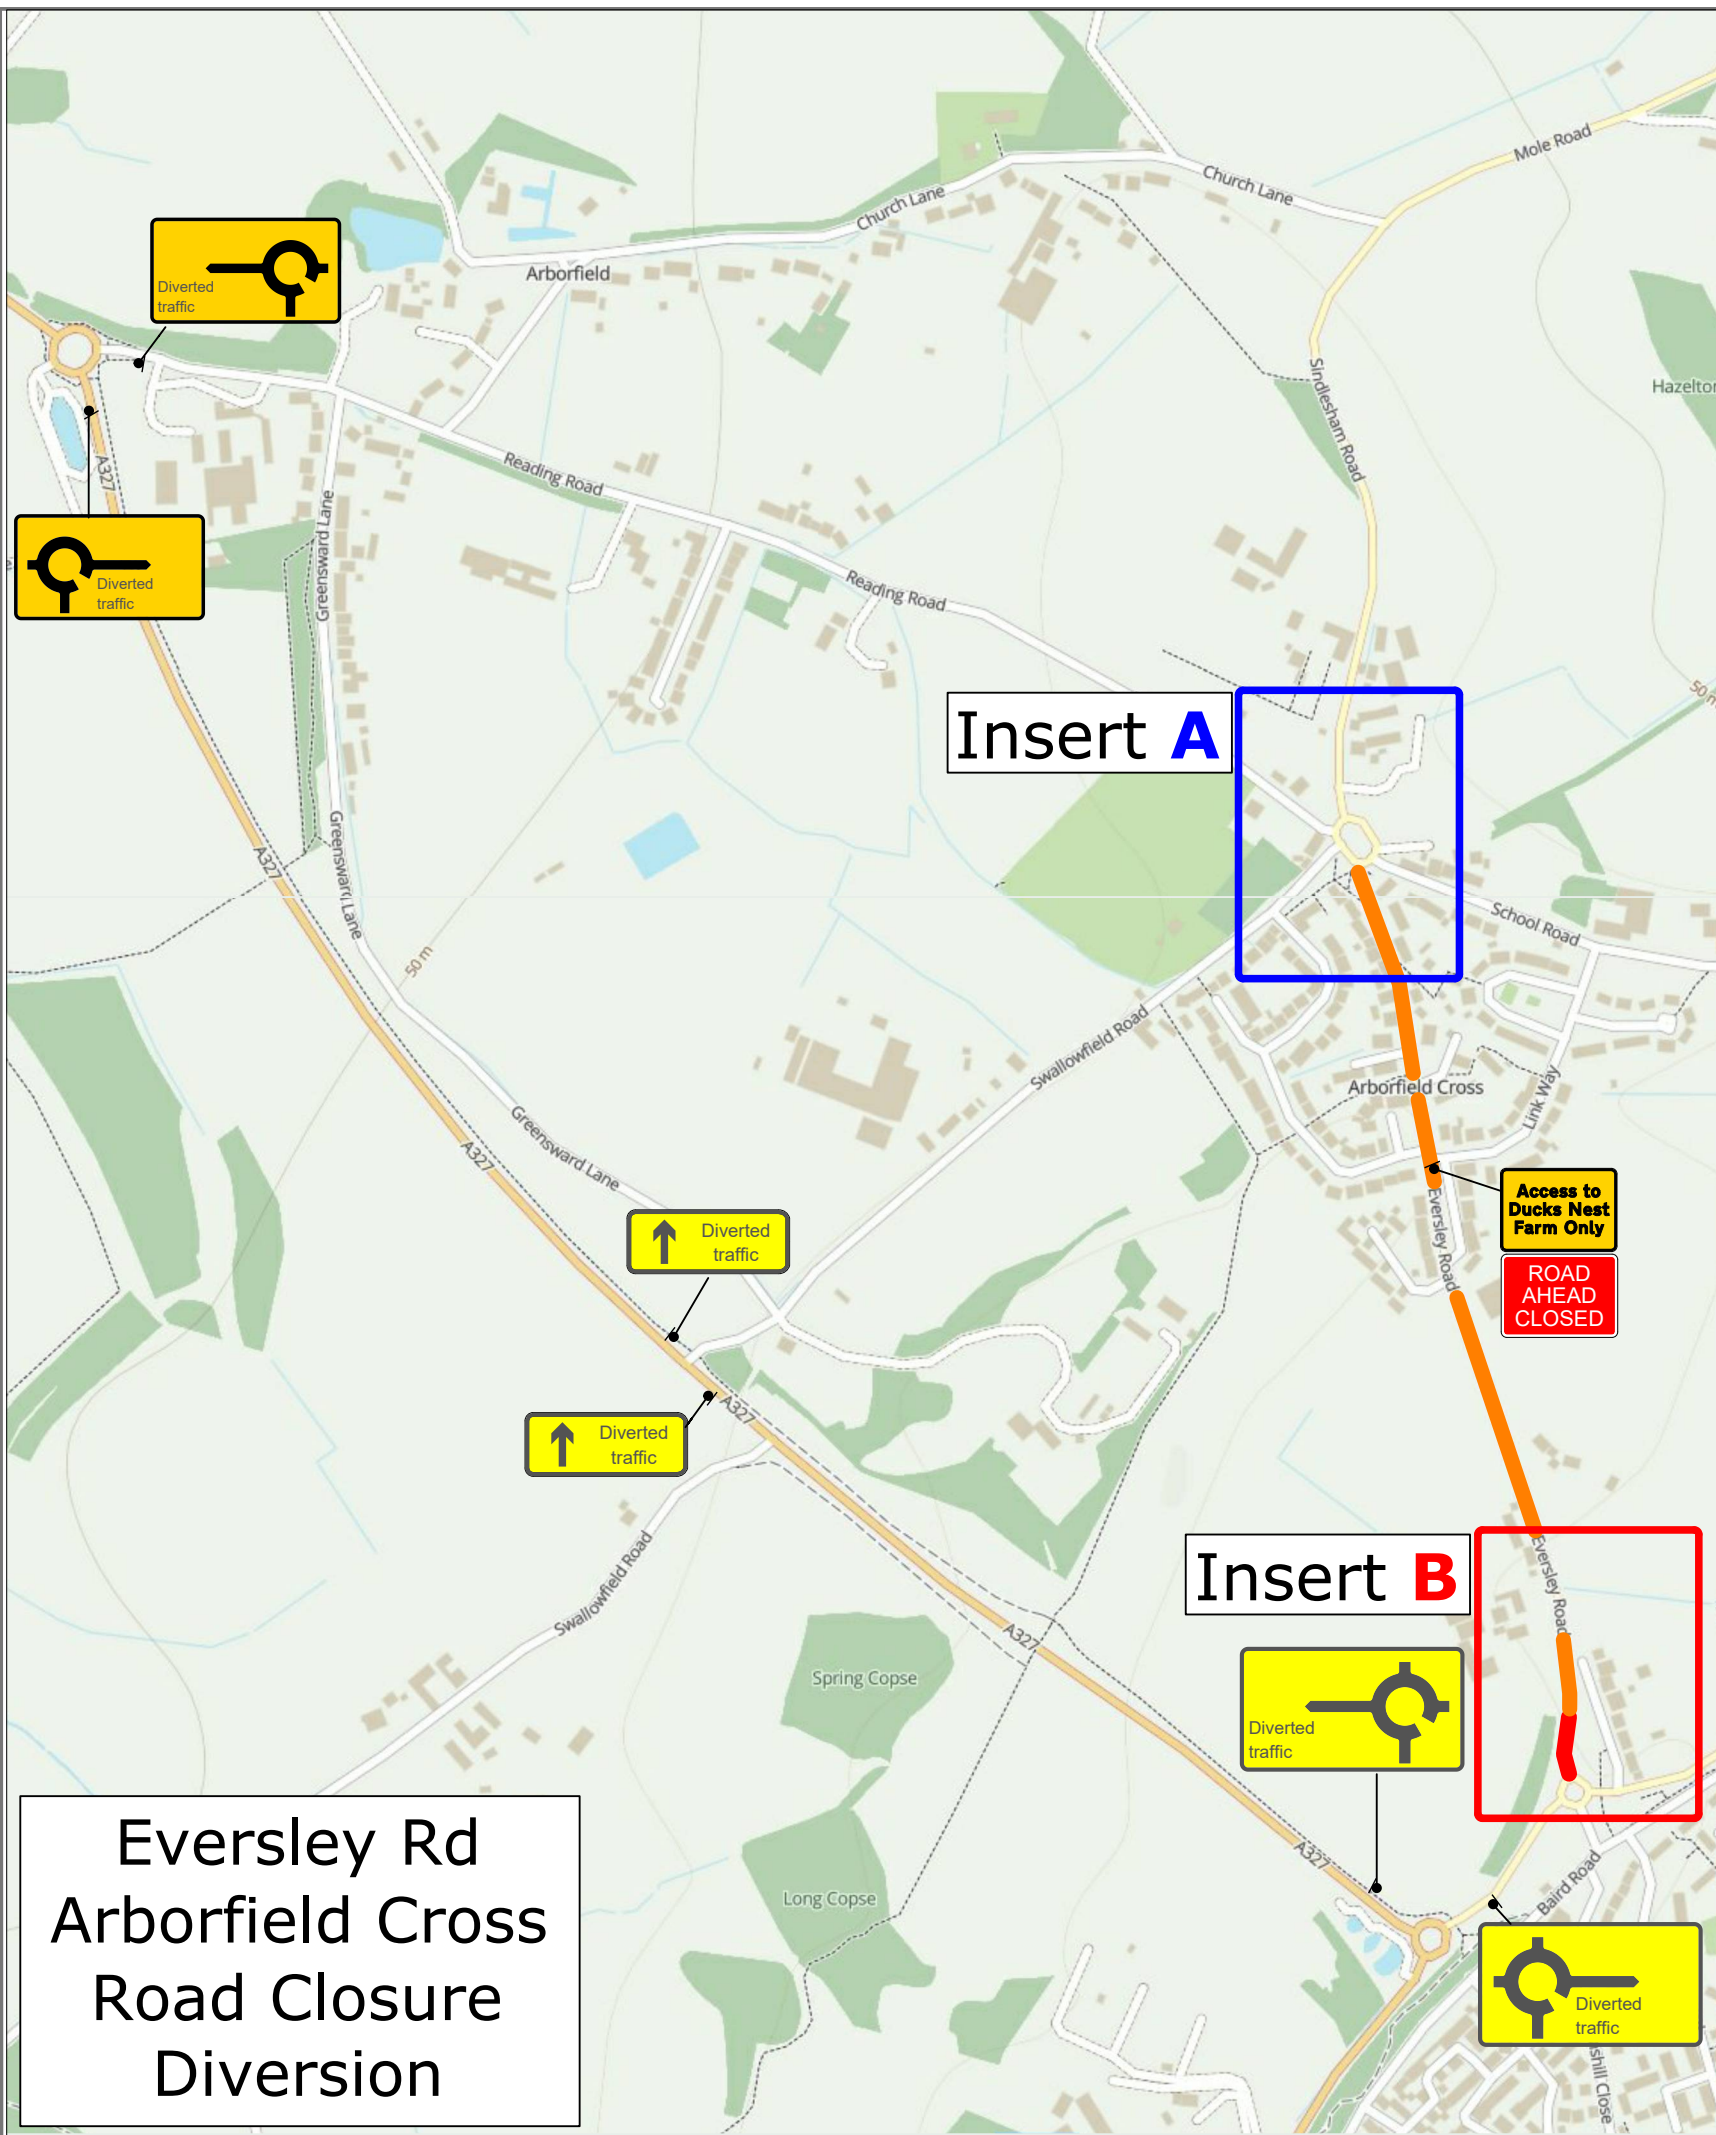 Mole Road
Church Lane
Church Lane
Arborfield
Diverted
traffic
Sindlesham Road
Reading Road
A327
Greensward Lane
Diverted
traffic
Reading Road
50 m
Insert A
Greensward Lane
A327
School Road
50 m
Swallowfield Road
Arborfield Cross
Link Way
Greensward Lane
A327
Access to
Ducks Nest
Farm Only
Eversley Road
Diverted
traffic
ROAD
AHEAD
CLOSED
A327
Diverted
traffic
Insert B
Eversley Road
Swallowfield Road
A327
Spring Copse
Diverted
traffic
Eversley Rd
Arborfield Cross
Road Closure
Diversion
A327
Long Copse
Baird Road
Diverted
traffic
Close